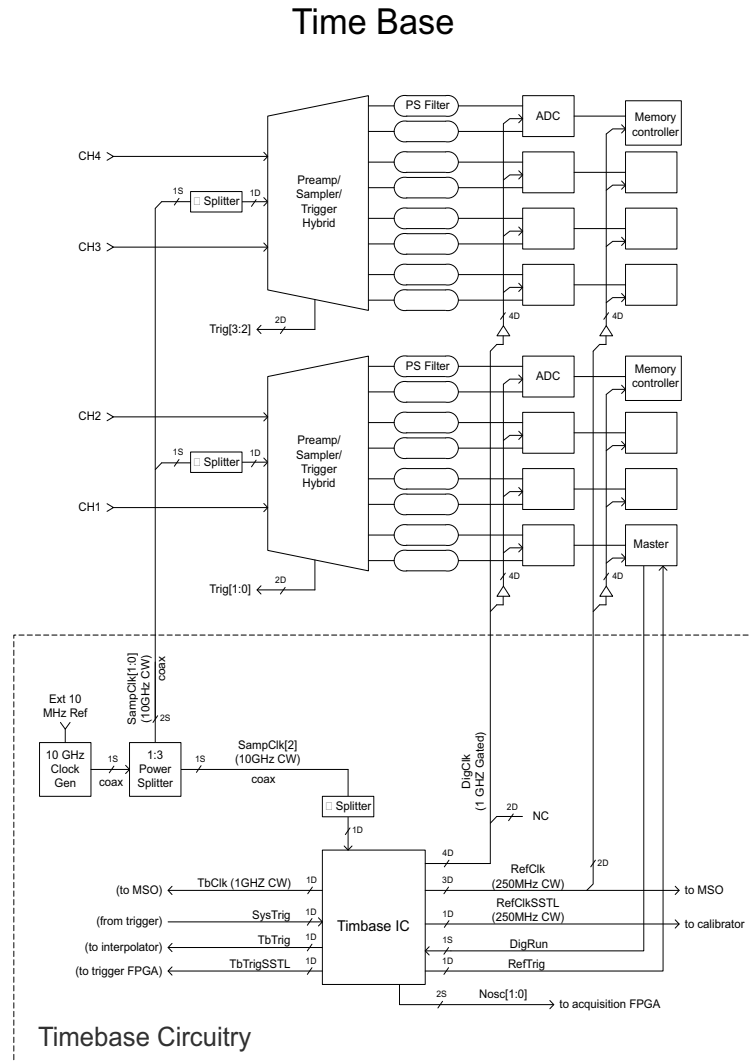 Time Base
PS Filter
ADC
Memory
controller
CH4
1S
□ Splitter
1D
Preamp/
Sampler/
Trigger
Hybrid
CH3
4D
4D
Trig[3:2]
2D
PS Filter
ADC
Memory
controller
CH2
1S
□ Splitter
1D
Preamp/
Sampler/
Trigger
Hybrid
CH1
Master
4D
4D
Trig[1:0]
2D
SampClk[1:0]
(10GHz CW)
coax
2S
Ext 10
MHz Ref
10 GHz
Clock
Gen
1S
coax
1:3
Power
Splitter
1S
SampClk[2]
(10GHz CW)
coax
□ Splitter
1D
DigClk
(1 GHZ Gated)
2D
NC
4D
2D
(to MSO)
TbClk (1GHZ CW)
1D
3D
RefClk
(250MHz CW)
to MSO
(from trigger)
SysTrig
1D
Timbase IC
1D
RefClkSSTL
(250MHz CW)
to calibrator
(to interpolator)
TbTrig
1D
1S
DigRun
(to trigger FPGA)
TbTrigSSTL
1D
1D
RefTrig
2S
Nosc[1:0]
to acquisition FPGA
Timebase Circuitry